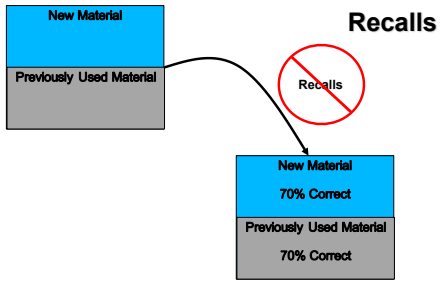 Recalls
New Material
Previously Used Material
Recalls
New Material
70% Correct
Previously Used Material
70% Correct